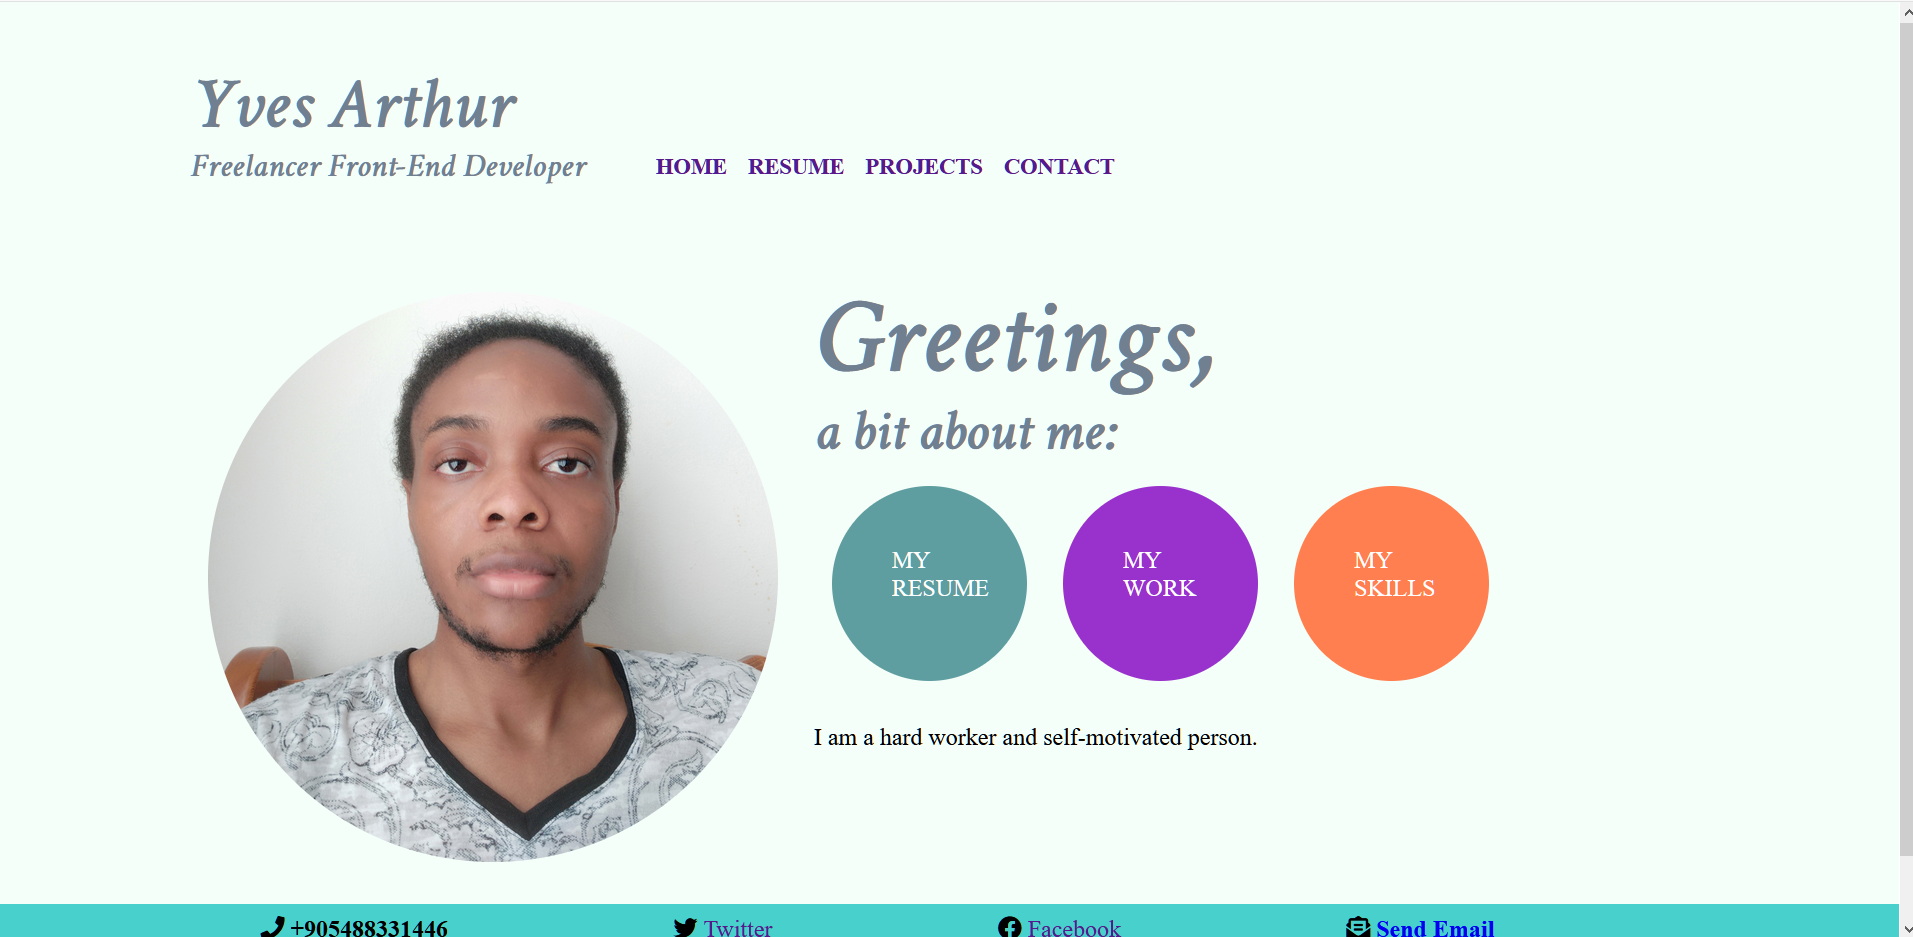 Yves Arthur
Freelancer Front-End Developer
HOME RESUME PROJECTS CONTACT
Greetings,
a bit about me:
MY
RESUME
MY
WORK
MY
SKILLS
I am a hard worker and self-motivated person.
+905488331446 Twitter Facebook Send Email